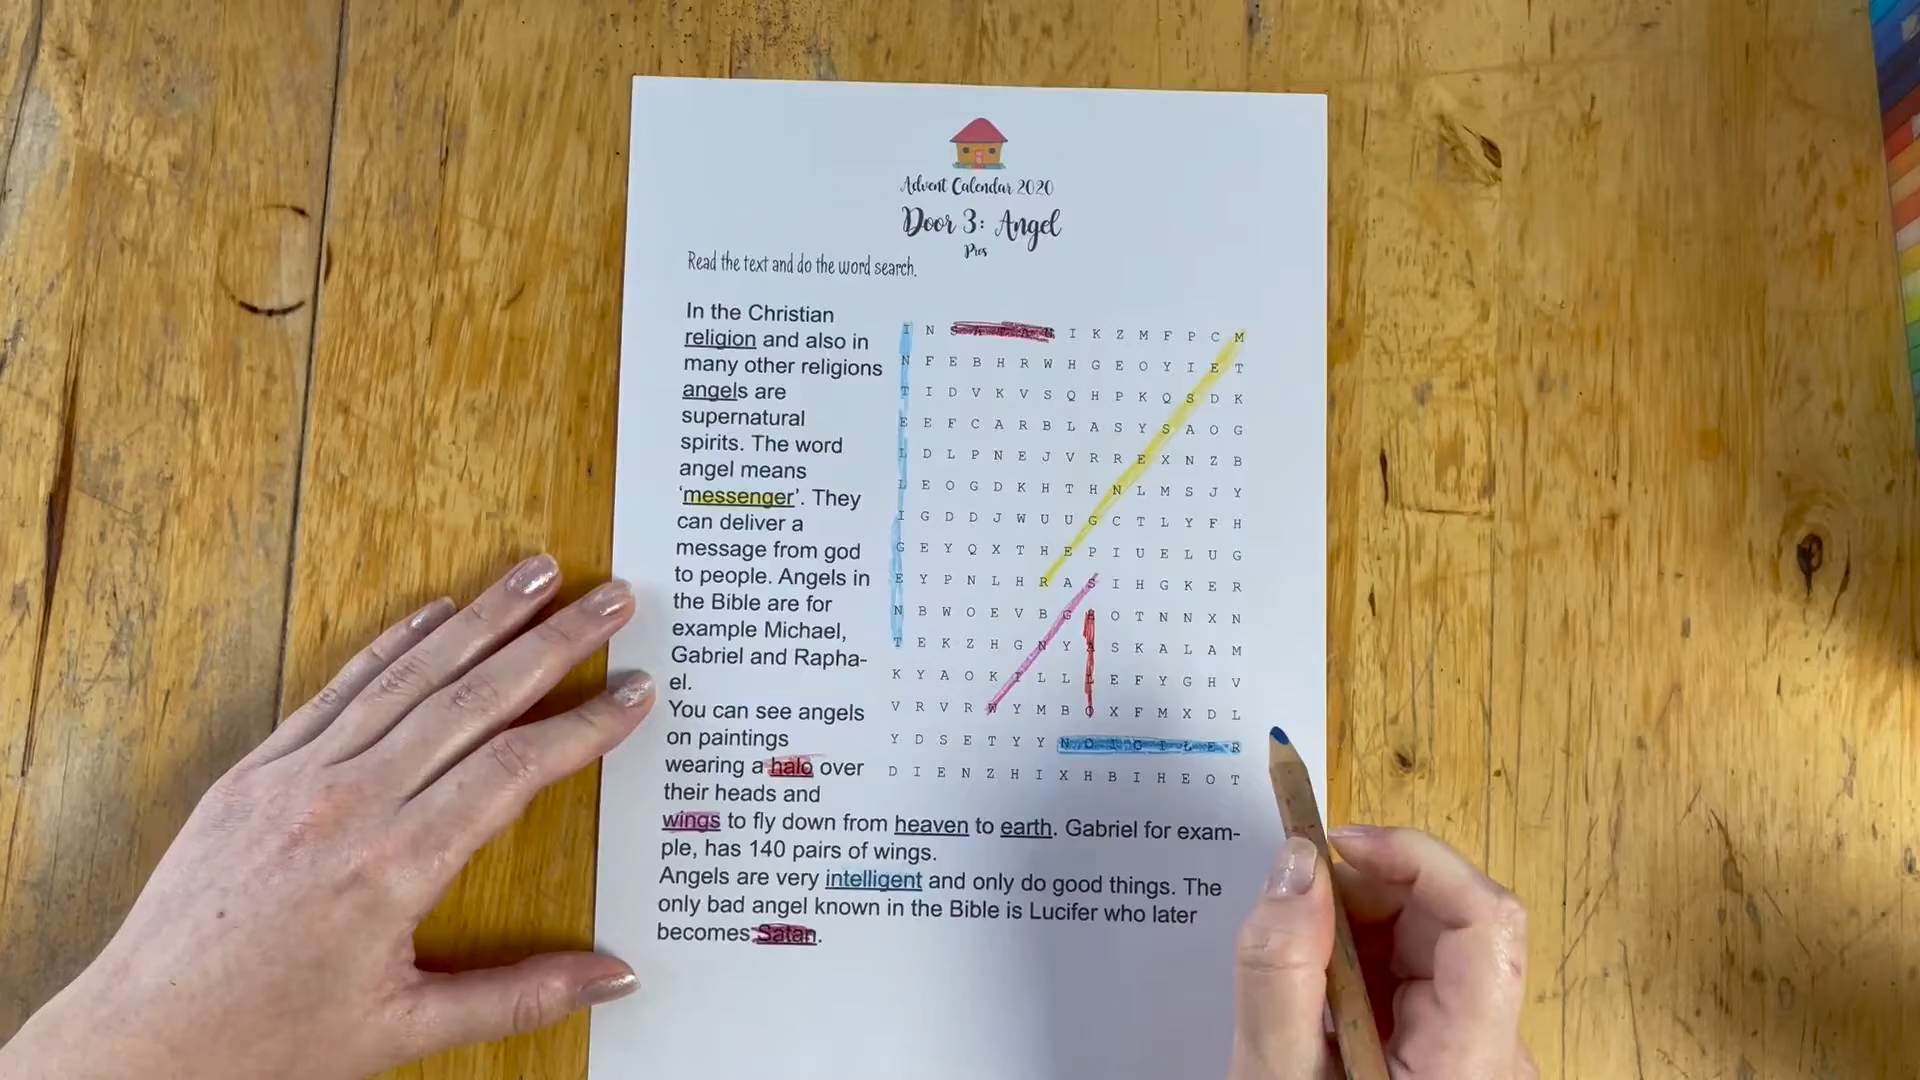 Advent Calendar 2020
Door 3: Angel
Pros
Read the text and do the word search.
In the Christian
religion and also in
many other religions
angels are
supernatural
spirits. The word
angel means
‘messenger’. They
can deliver a
message from god
to people. Angels in
the Bible are for
example Michael,
Gabriel and Rapha-
el.
You can see angels
on paintings
wearing a halo over
their heads and
wings to fly down from heaven to earth. Gabriel for exam-
ple, has 140 pairs of wings.
Angels are very intelligent and only do good things. The
only bad angel known in the Bible is Lucifer who later
becomes Satan.
I N S A T A N I K Z M F P C M
N F E B H R W H G E O Y I E T
T I D V K V S Q H P K Q S D K
E E F C A R B L A S Y S A O G
L D L P N E J V R R E X N Z B
L E O G D K H T H N L M S J Y
I G D D J W U U G C T L Y F H
G E Y Q X T H E P I U E L U G
E Y P N L H R A S I H G K E R
N B W O E V B G H O T N N X N
T E K Z H G N Y A S K A L A M
K Y A O K I L L L E F Y G H V
V R V R W Y M B O X F M X D L
Y D S E T Y Y N O I G I L E R
D I E N Z H I X H B I H E O T